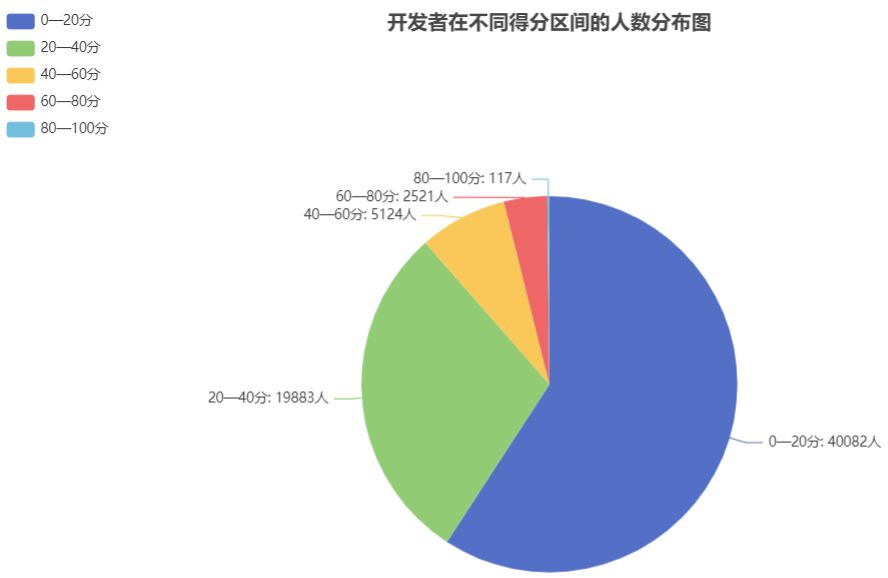 开发者在不同得分区间的人数分布图
0—20分
20—40分
40—60分
60—80分
80—100分
80—100分: 117人
60—80分: 2521人
40—60分: 5124人
20—40分: 19883人
0—20分: 40082人